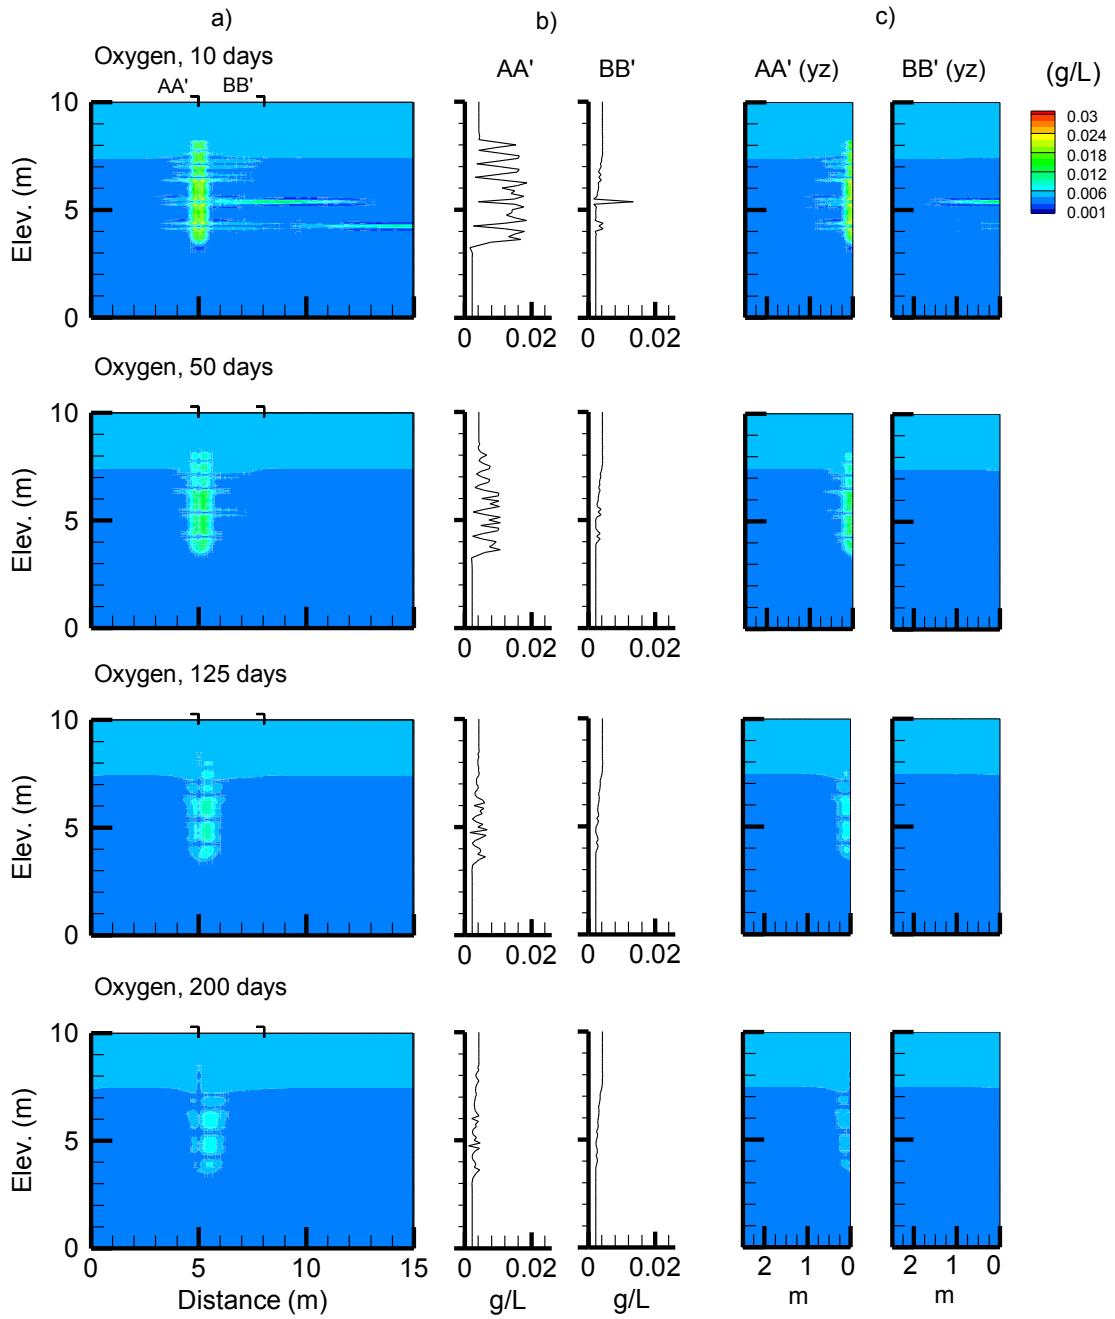 a) b) c)
Oxygen, 10 days
AA' BB' AA' BB' AA' (yz) BB' (yz) (g/L)
10
5
0
Elev. (m)
0 0.02 0 0.02 2 1 0
0.03
0.024
0.018
0.012
0.006
0.001
Oxygen, 50 days
10
5
0
Elev. (m)
0 0.02 0 0.02
Oxygen, 125 days
10
5
0
Elev. (m)
0 0.02 0 0.02
Oxygen, 200 days
10
5
0
Elev. (m)
0 5 10 15 0 0.02 0 0.02 2 1 0 2 1 0
Distance (m) g/L g/L m m